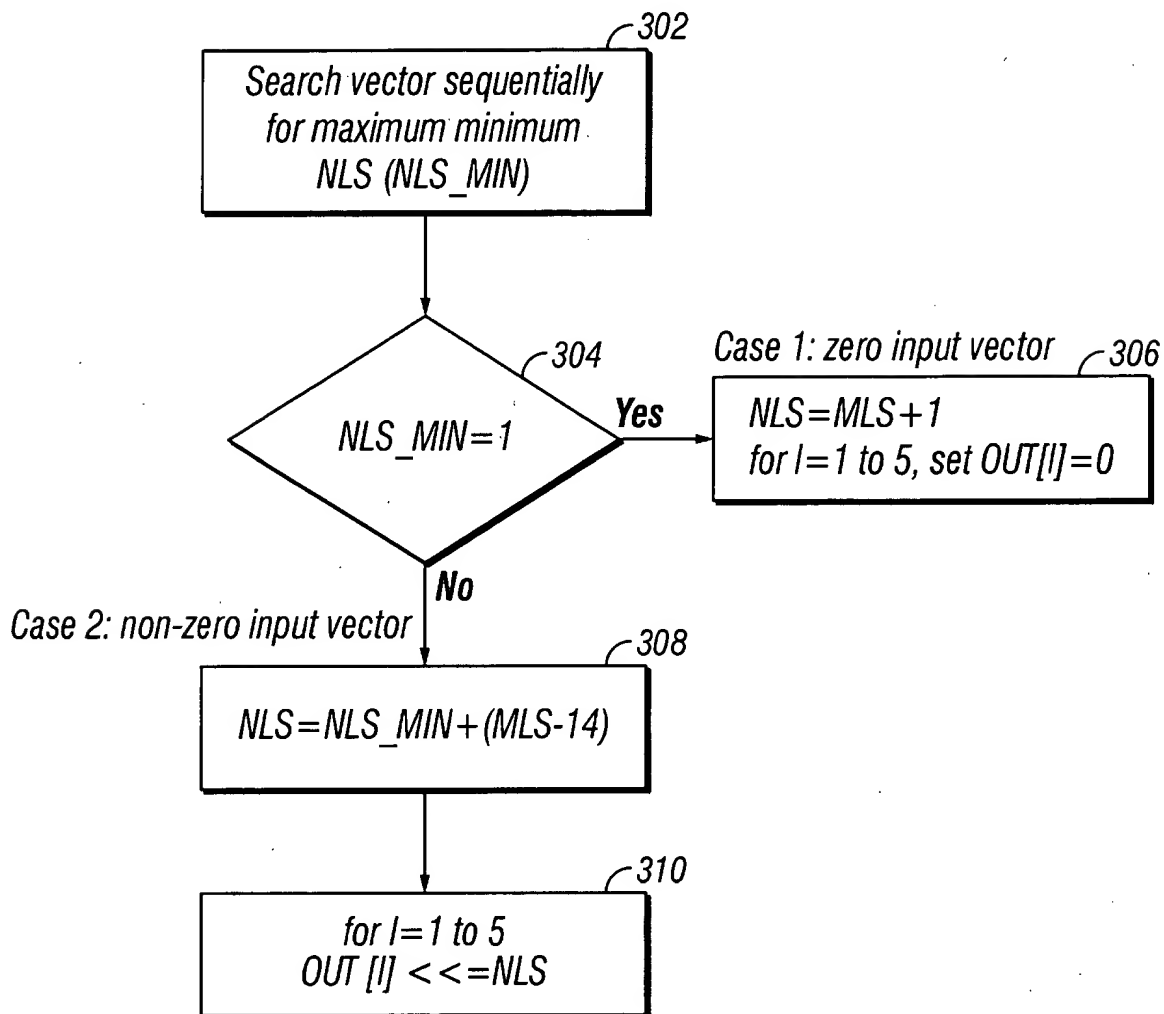 302
Search vector sequentially
for maximum minimum
NLS (NLS_MIN)
304
NLS_MIN=1
Yes
Case 1: zero input vector
306
NLS=MLS+1
for I=1 to 5, set OUT[I]=0
No
Case 2: non-zero input vector
308
NLS=NLS_MIN+(MLS-14)
310
for I=1 to 5
OUT [I] < <=NLS